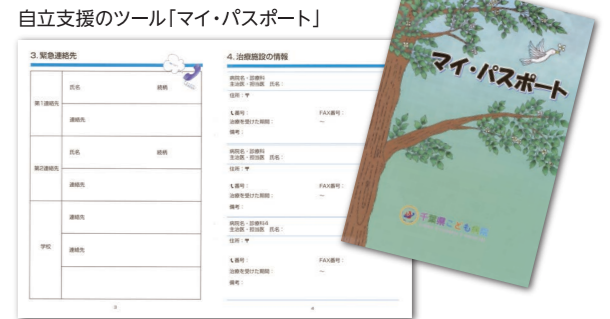 自立支援のツール「マイ・パスポート」
3. 緊急連絡先
第1連絡先
氏名　続柄
連絡先
第2連絡先
氏名　続柄
連絡先
学校
連絡先
連絡先
3
4. 治療施設の情報
病院名・診療科
主治医・担当医　氏名：
住所：〒
番号：　FAX番号：
治療を受けた期間：　～
備考：
病院名・診療科
主治医・担当医　氏名：
住所：〒
番号：　FAX番号：
治療を受けた期間：　～
備考：
病院名・診療科4
主治医・担当医　氏名：
住所：〒
番号：　FAX番号：
治療を受けた期間：　～
備考：
4
マイ・パスポート
千葉県こども病院